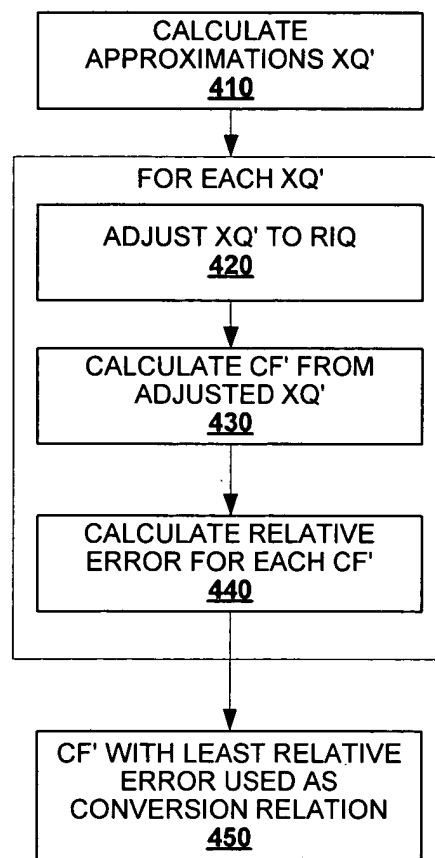 CALCULATE
APPROXIMATIONS XQ'
410
FOR EACH XQ'
ADJUST XQ' TO RIQ
420
CALCULATE CF' FROM
ADJUSTED XQ'
430
CALCULATE RELATIVE
ERROR FOR EACH CF'
440
CF' WITH LEAST RELATIVE
ERROR USED AS
CONVERSION RELATION
450